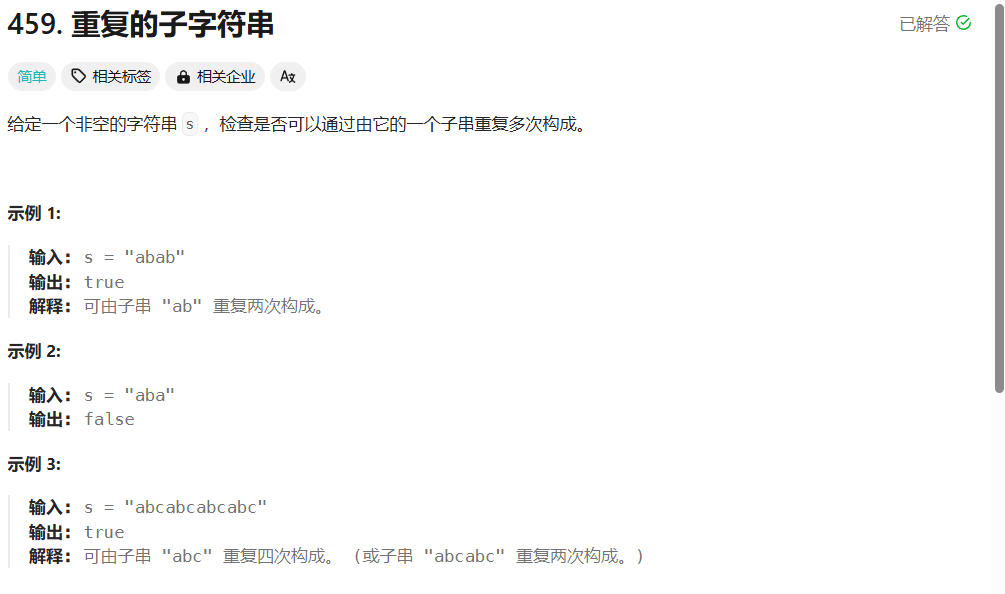 459. 重复的子字符串
已解答
简单 相关标签 相关企业
给定一个非空的字符串 s ，检查是否可以通过由它的一个子串重复多次构成。
示例 1:
输入: s = "abab"
输出: true
解释: 可由子串 "ab" 重复两次构成。
示例 2:
输入: s = "aba"
输出: false
示例 3:
输入: s = "abcabcabcabc"
输出: true
解释: 可由子串 "abc" 重复四次构成。 (或子串 "abcabc" 重复两次构成。)